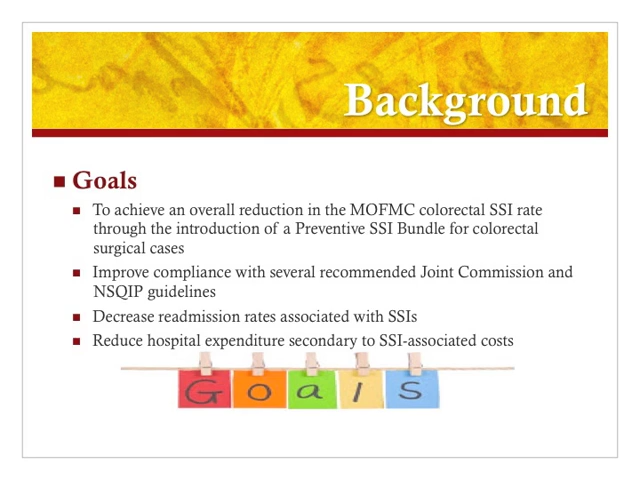 Background
Goals
To achieve an overall reduction in the MOFMC colorectal SSI rate
through the introduction of a Preventive SSI Bundle for colorectal
surgical cases
Improve compliance with several recommended Joint Commission and
NSQIP guidelines
Decrease readmission rates associated with SSIs
Reduce hospital expenditure secondary to SSI-associated costs
Goals